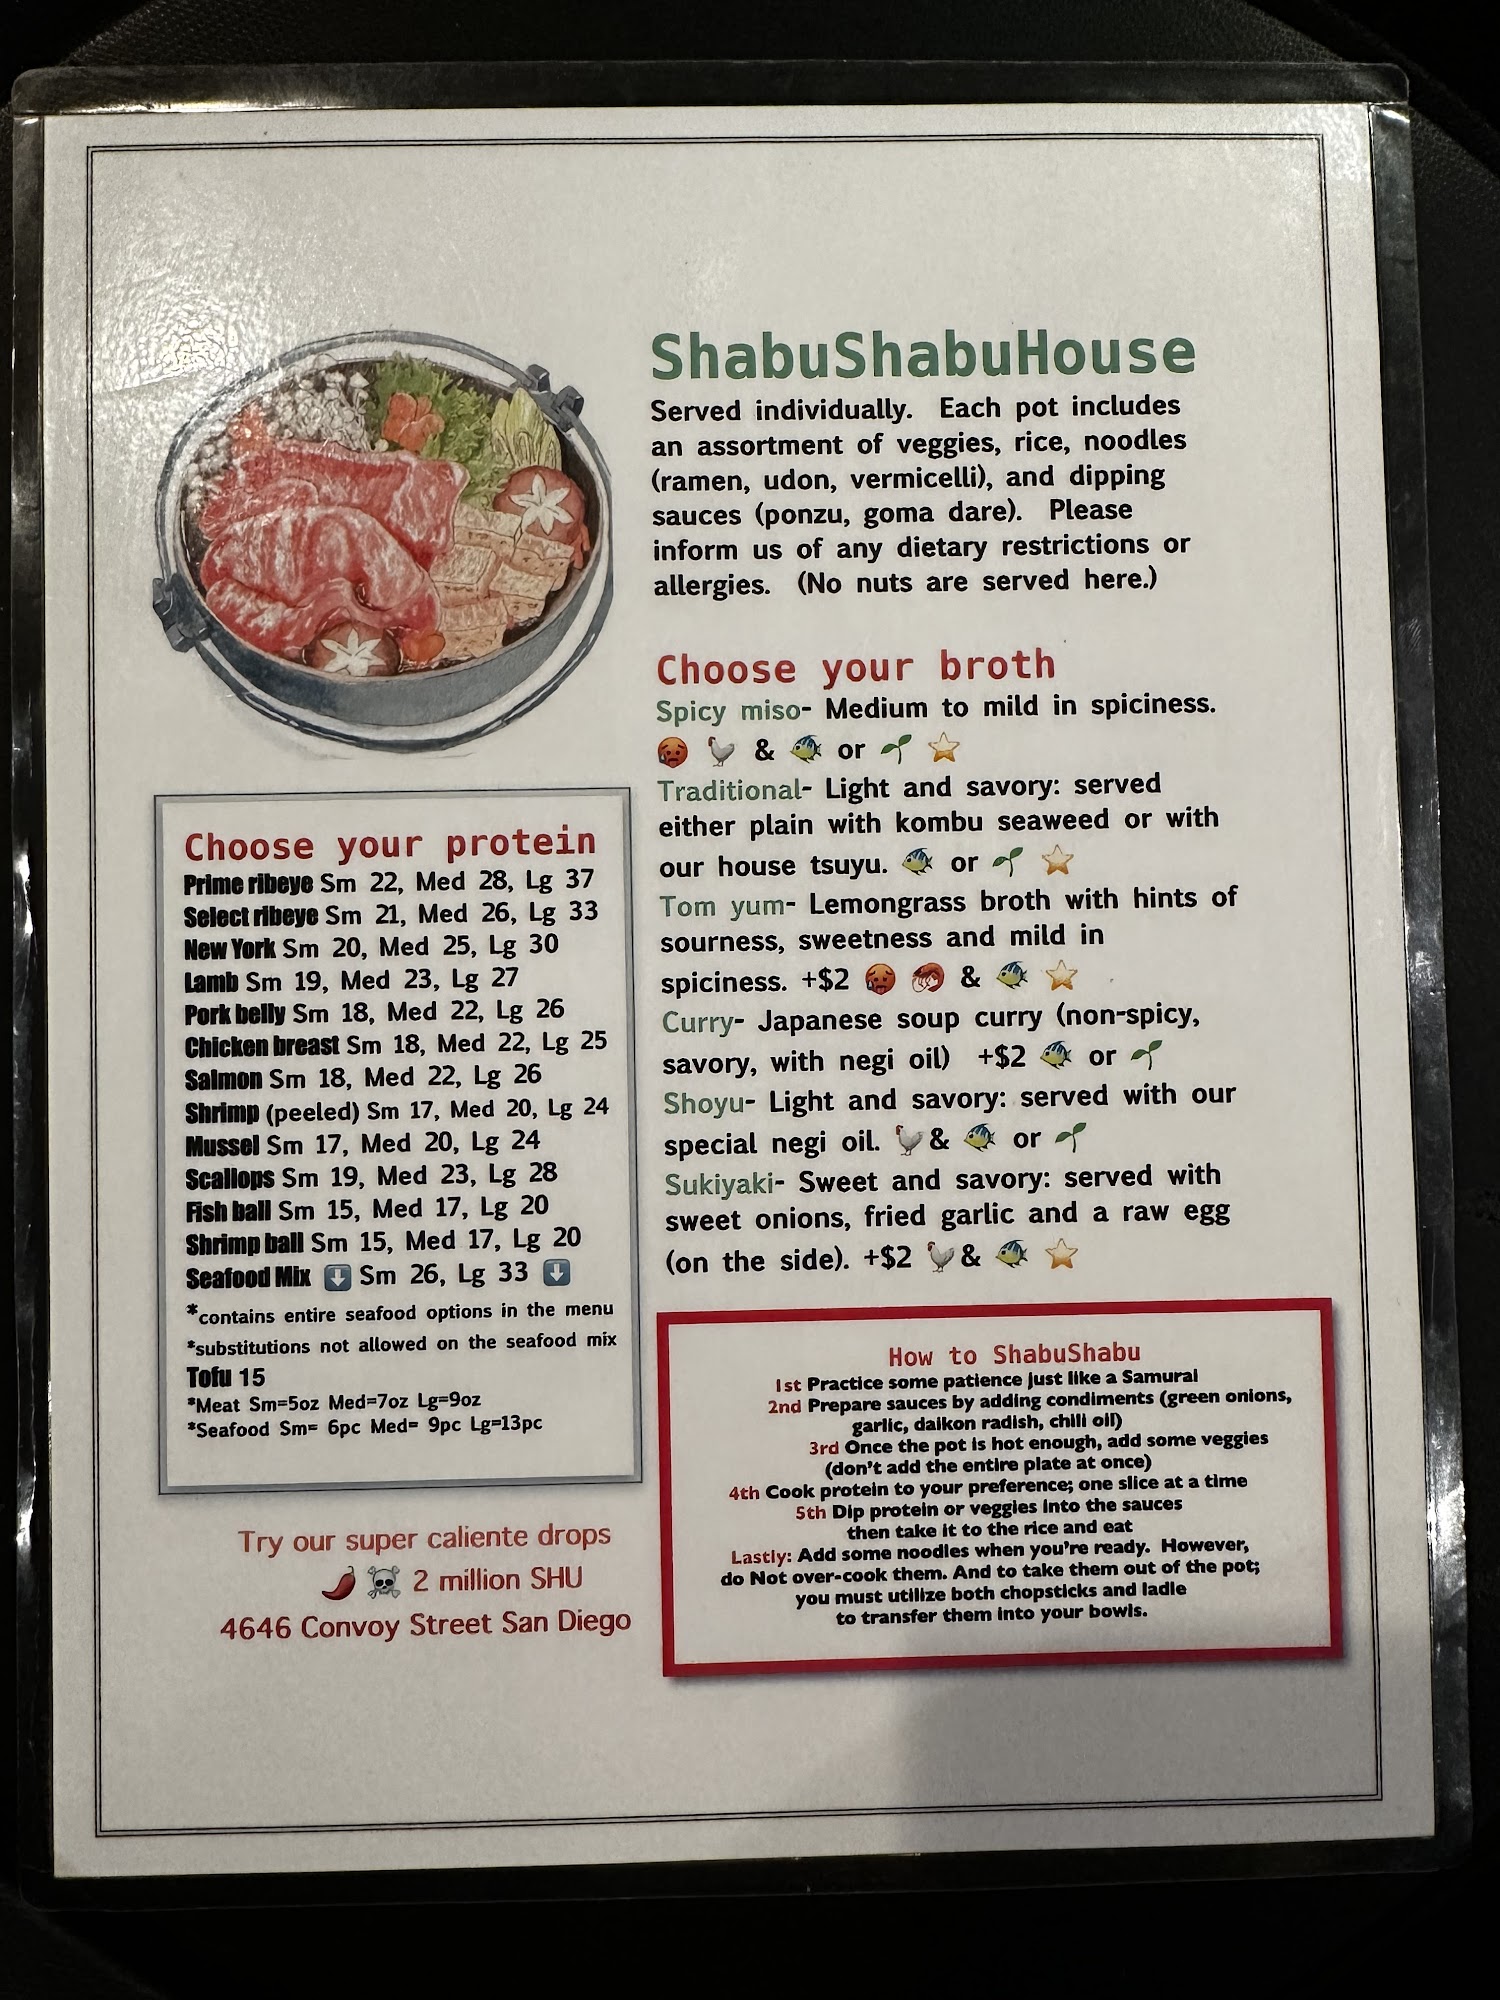 ShabuShabuHouse
Served individually. Each pot includes
an assortment of veggies, rice, noodles
(ramen, udon, vermicelli), and dipping
sauces (ponzu, goma dare). Please
inform us of any dietary restrictions or
allergies. (No nuts are served here.)
Choose your broth
Spicy miso- Medium to mild in spiciness.
🥵 🐓 & 🐠 or 🌱 ⭐
Traditional- Light and savory: served
either plain with kombu seaweed or with
our house tsuyu. 🐠 or 🌱 ⭐
Tom yum- Lemongrass broth with hints of
sourness, sweetness and mild in
spiciness. +$2 🥵 🦐 & 🐠 ⭐
Curry- Japanese soup curry (non-spicy,
savory, with negi oil) +$2 🐠 or 🌱
Shoyu- Light and savory: served with our
special negi oil. 🐓& 🐠 or 🌱
Sukiyaki- Sweet and savory: served with
sweet onions, fried garlic and a raw egg
(on the side). +$2 🐓& 🐠 ⭐
Choose your protein
Prime ribeye Sm 22, Med 28, Lg 37
Select ribeye Sm 21, Med 26, Lg 33
New York Sm 20, Med 25, Lg 30
Lamb Sm 19, Med 23, Lg 27
Pork belly Sm 18, Med 22, Lg 26
Chicken breast Sm 18, Med 22, Lg 25
Salmon Sm 18, Med 22, Lg 26
Shrimp (peeled) Sm 17, Med 20, Lg 24
Mussel Sm 17, Med 20, Lg 24
Scallops Sm 19, Med 23, Lg 28
Fish ball Sm 15, Med 17, Lg 20
Shrimp ball Sm 15, Med 17, Lg 20
Seafood Mix ⬇️ Sm 26, Lg 33 ⬇️
*contains entire seafood options in the menu
*substitutions not allowed on the seafood mix
Tofu 15
*Meat Sm=5oz Med=7oz Lg=9oz
*Seafood Sm= 6pc Med= 9pc Lg=13pc
Try our super caliente drops
🌶️ ☠️ 2 million SHU
4646 Convoy Street San Diego
How to ShabuShabu
1st Practice some patience just like a Samurai
2nd Prepare sauces by adding condiments (green onions,
garlic, daikon radish, chili oil)
3rd Once the pot is hot enough, add some veggies
(don't add the entire plate at once)
4th Cook protein to your preference; one slice at a time
5th Dip protein or veggies into the sauces
then take it to the rice and eat
Lastly: Add some noodles when you're ready. However,
do Not over-cook them. And to take them out of the pot;
you must utilize both chopsticks and ladle
to transfer them into your bowls.